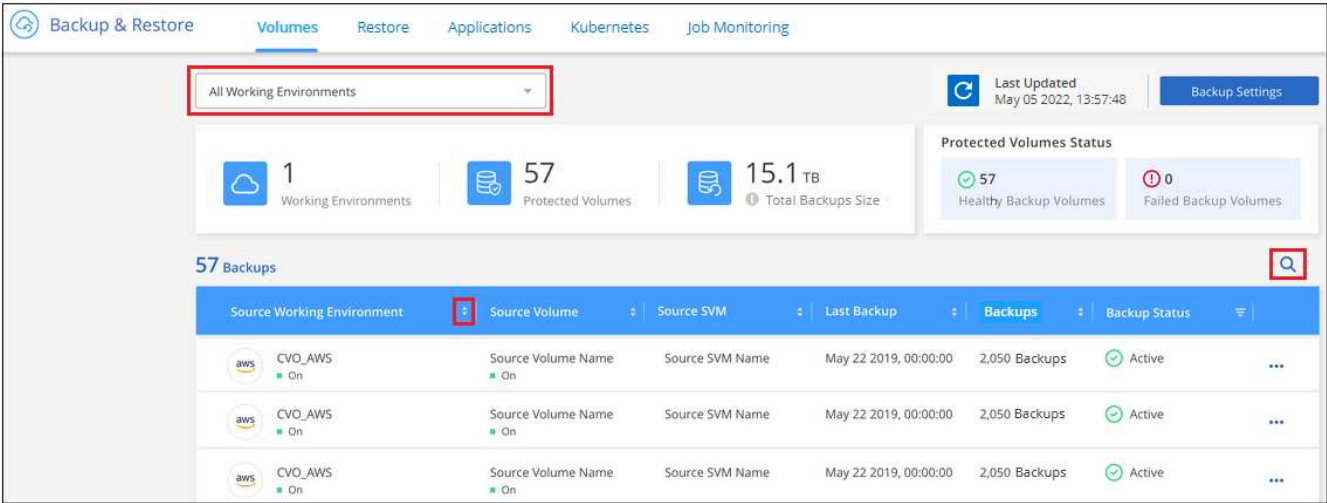 Backup & Restore Volumes Restore Applications Kubernetes Job Monitoring
All Working Environments
Last Updated
May 05 2022, 13:57:48
Backup Settings
1
Working Environments
57
Protected Volumes
15.1 TB
Total Backups Size
Protected Volumes Status
57
Healthy Backup Volumes
0
Failed Backup Volumes
57 Backups
Source Working Environment Source Volume Source SVM Last Backup Backups Backup Status
aws CVO_AWS Source Volume Name Source SVM Name May 22 2019, 00:00:00 2,050 Backups Active
On On
aws CVO_AWS Source Volume Name Source SVM Name May 22 2019, 00:00:00 2,050 Backups Active
On On
aws CVO_AWS Source Volume Name Source SVM Name May 22 2019, 00:00:00 2,050 Backups Active
On On